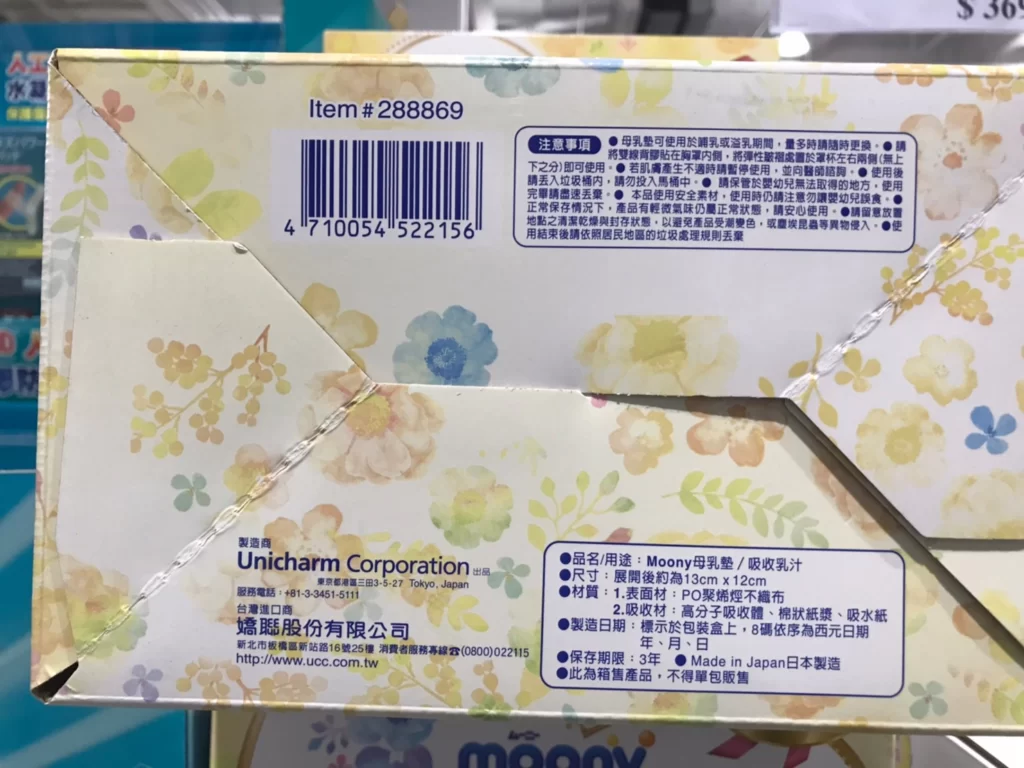 $ 369
人工
水凝
Item # 288869
4 710054 522156
注意事項 ●母乳墊可使用於哺乳或溢乳期間，量多時請隨時更換。●請
將雙線背膠貼在胸罩內側，將彈性皺褶處置於罩杯左右兩側(無上
下之分)即可使用。●若肌膚產生不適時請暫停使用，並向醫師諮詢。●使用後
請丟入垃圾桶內，請勿投入馬桶中。●請保管於嬰幼兒無法取得的地方，使用
完畢請盡速丟棄。●本品使用安全素材，使用時仍請注意勿讓嬰幼兒誤食。●
正常保存情況下，產品有輕微氣味仍屬正常狀態，請安心使用。●請留意放置
地點之清潔乾燥與封存狀態，以避免產品受潮變色，或塵埃昆蟲等異物侵入。●使
用結束後請依照居民地區的垃圾處理規則丟棄
製造商
Unicharm Corporation 出品
東京都港區三田3-5-27 Tokyo, Japan
服務電話：+81-3-3451-5111
台灣進口商
嬌聯股份有限公司
新北市板橋區新站路16號25樓 消費者服務專線☎(0800)022115
http://www.ucc.com.tw
●品名/用途：Moony母乳墊／吸收乳汁
●尺寸：展開後約為13cm x 12cm
●材質：1.表面材：PO聚烯烴不織布
2.吸收材：高分子吸收體、棉狀紙漿、吸水紙
●製造日期：標示於包裝盒上，8碼依序為西元日期
年、月、日
●保存期限：3年 ●Made in Japan日本製造
●此為箱售產品，不得單包販售
ムーニー
moony